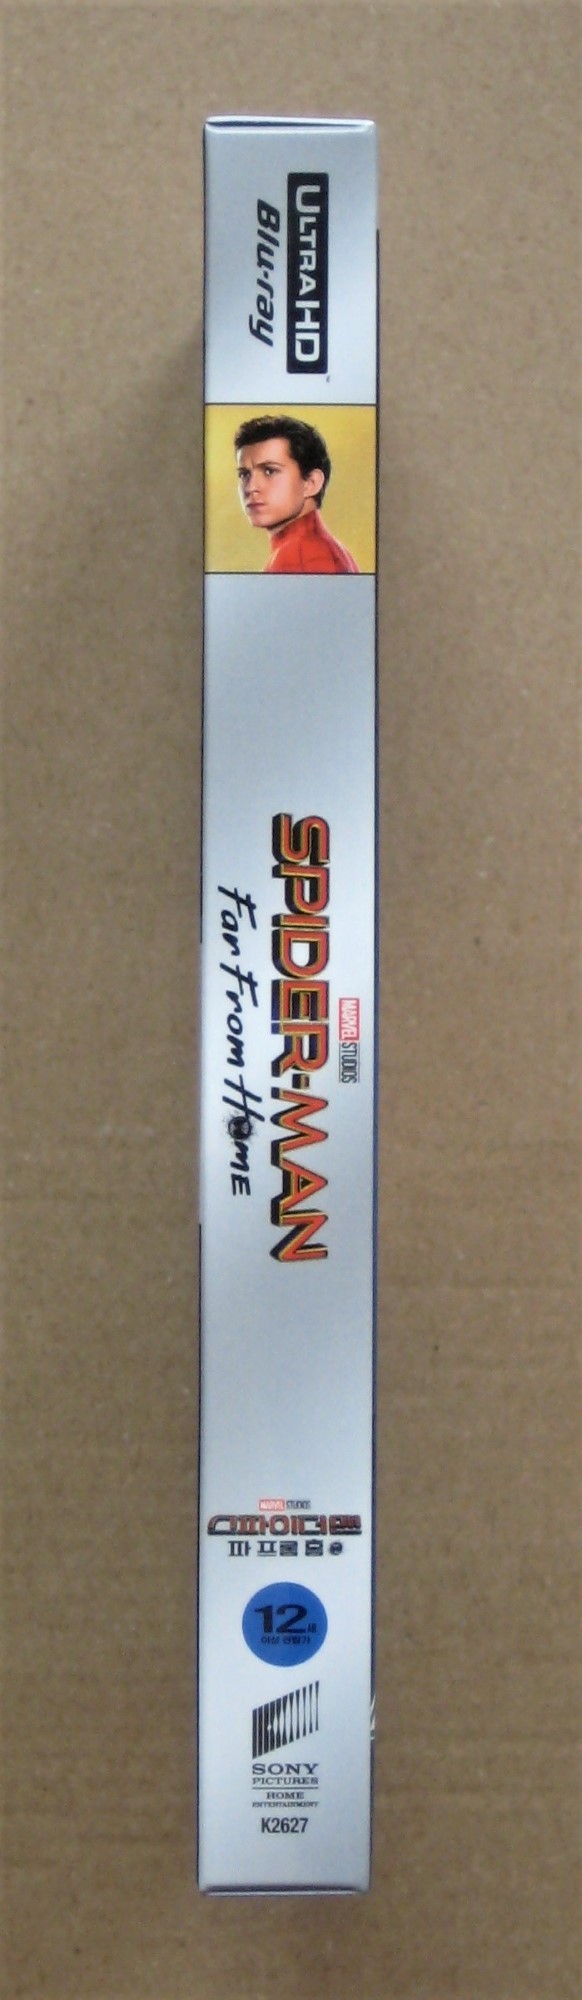 ULTRA HD
Blu-ray
MARVEL STUDIOS
SPIDER-MAN
Far From Home
MARVEL STUDIOS
스파이더맨
파 프롬 홈
12세
이상 관람가
SONY
PICTURES
HOME
ENTERTAINMENT
K2627